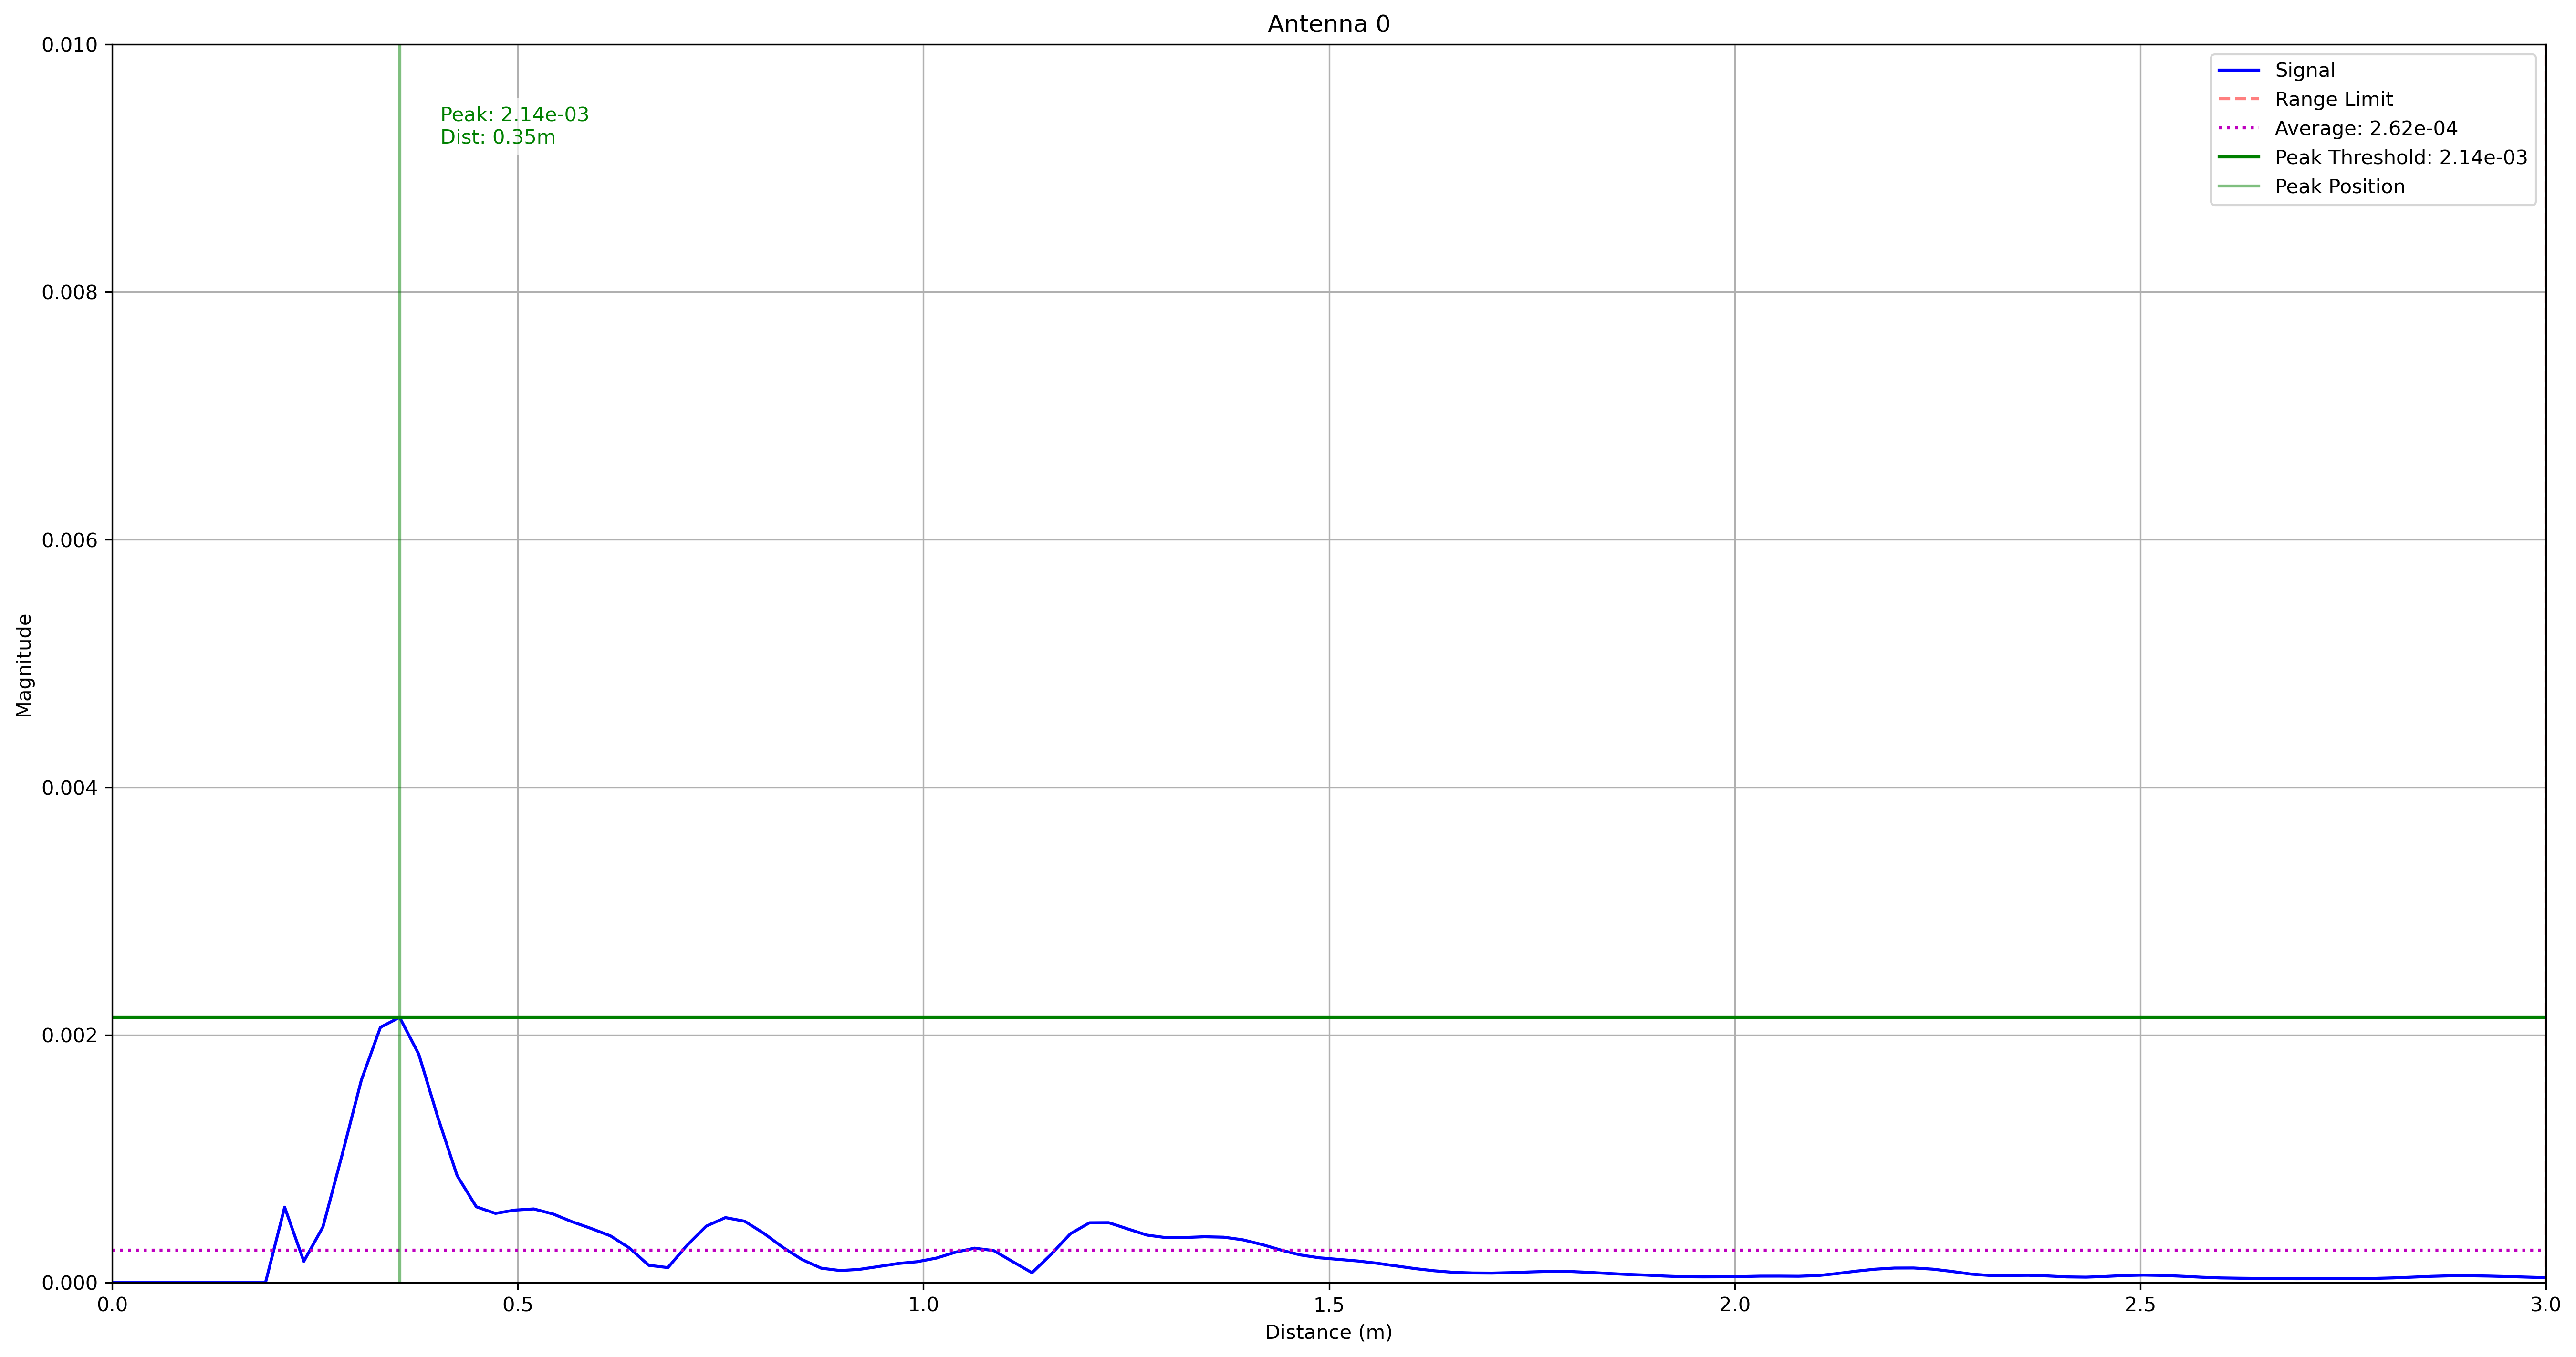 Antenna 0
0.010
0.008
0.006
0.004
0.002
0.000
Magnitude
Peak: 2.14e-03
Dist: 0.35m
Signal
Range Limit
Average: 2.62e-04
Peak Threshold: 2.14e-03
Peak Position
0.0 0.5 1.0 1.5 2.0 2.5 3.0
Distance (m)